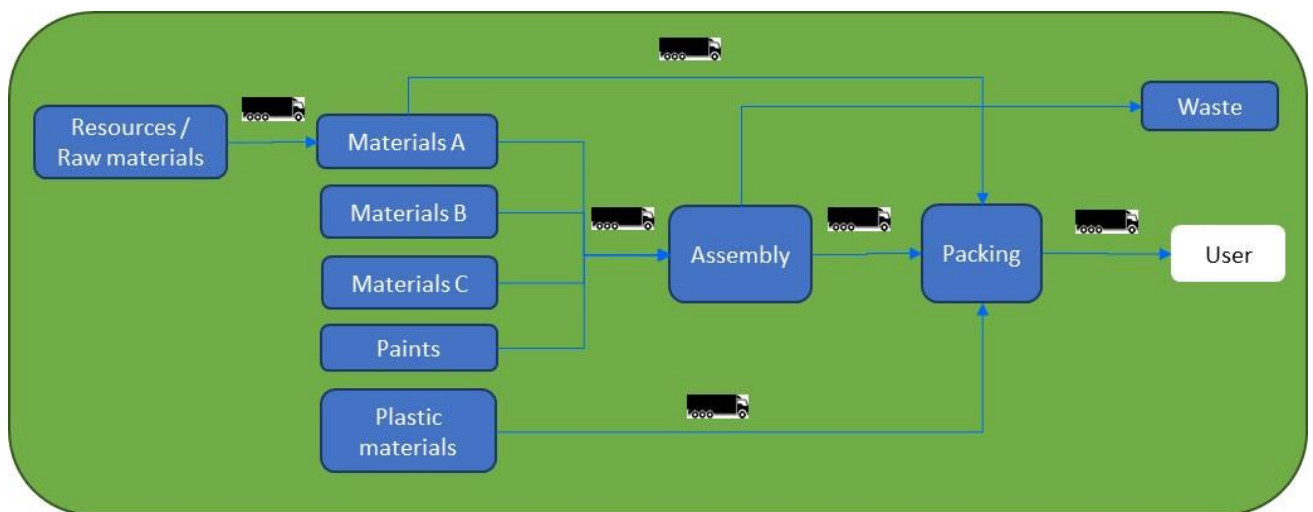 Resources /
Raw materials
Materials A
Materials B
Materials C
Paints
Plastic
materials
Assembly
Packing
Waste
User